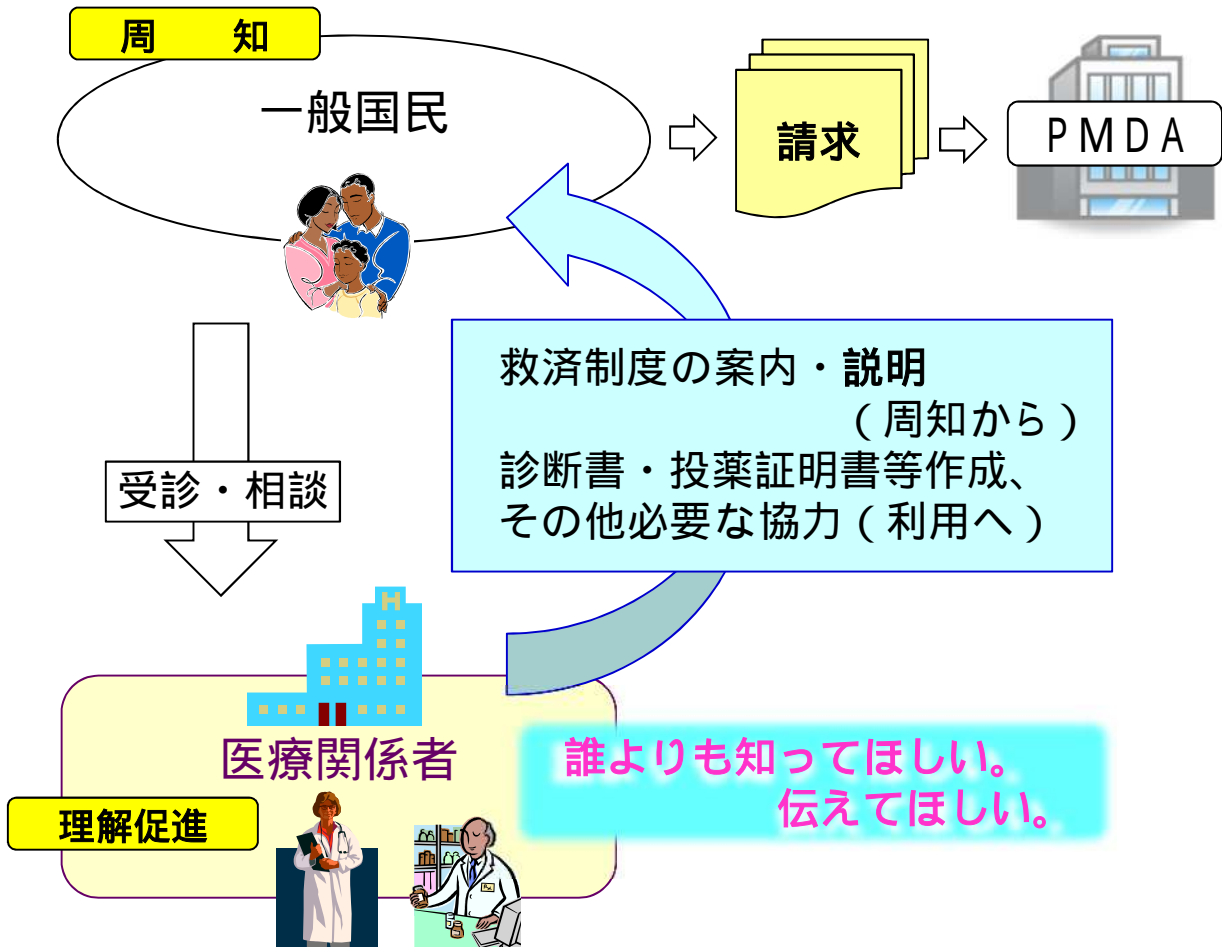 周　知
一般国民
請求
ＰＭＤＡ
救済制度の案内・説明
（周知から）
診断書・投薬証明書等作成、
その他必要な協力（利用へ）
受診・相談
H
医療関係者
理解促進
誰よりも知ってほしい。
伝えてほしい。